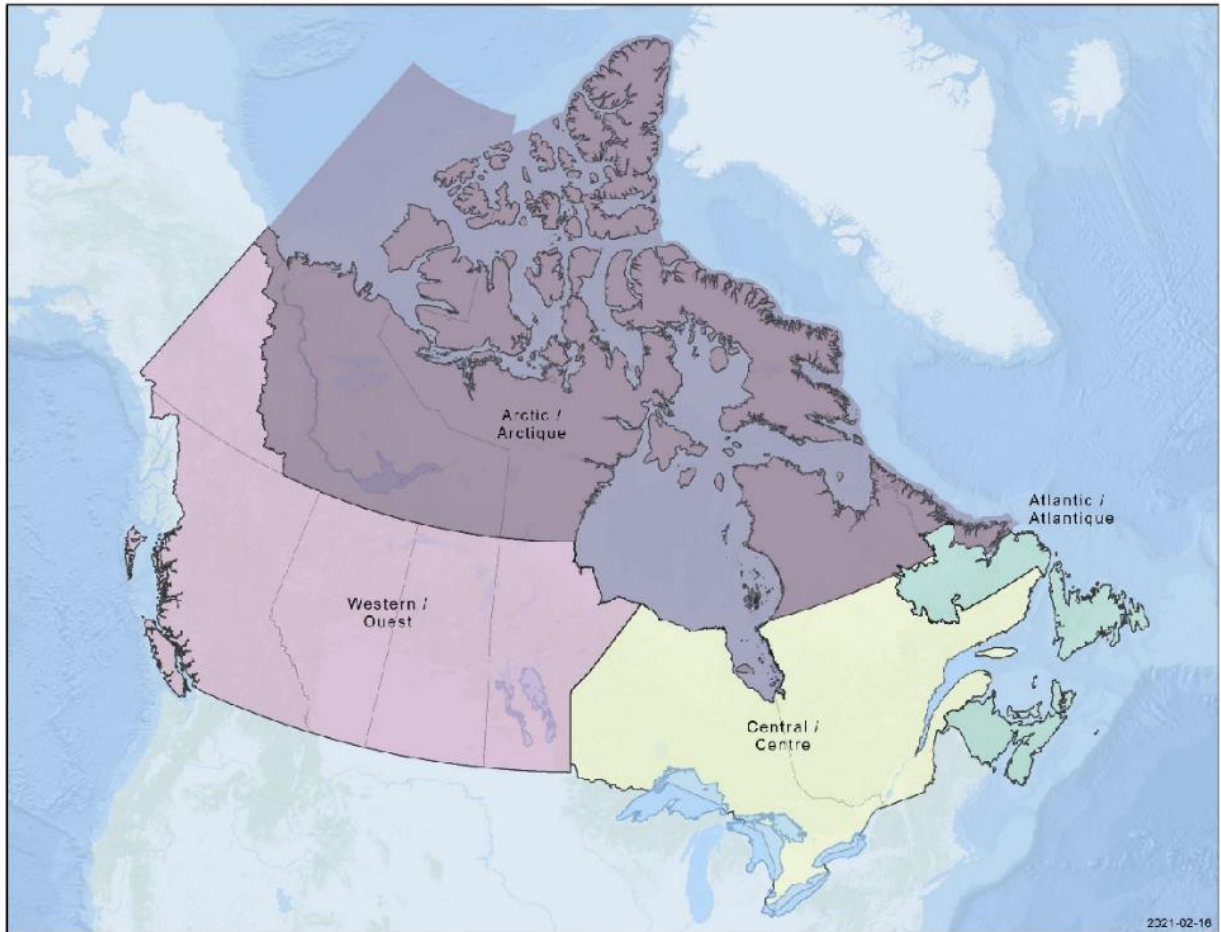 Arctic /
Arctique
Atlantic /
Atlantique
Western /
Ouest
Central /
Centre
2021-02-16